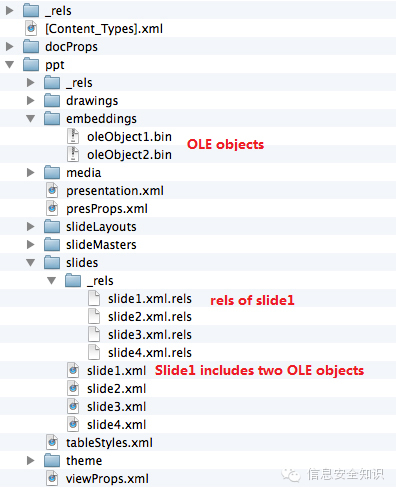 _rels
[Content_Types].xml
docProps
ppt
_rels
drawings
embeddings
oleObject1.bin
OLE objects
oleObject2.bin
media
presentation.xml
presProps.xml
slideLayouts
slideMasters
slides
_rels
slide1.xml.rels
rels of slide1
slide2.xml.rels
slide3.xml.rels
slide4.xml.rels
slide1.xml Slide1 includes two OLE objects
slide2.xml
slide3.xml
slide4.xml
tableStyles.xml
theme
viewProps.xml
信息安全知识